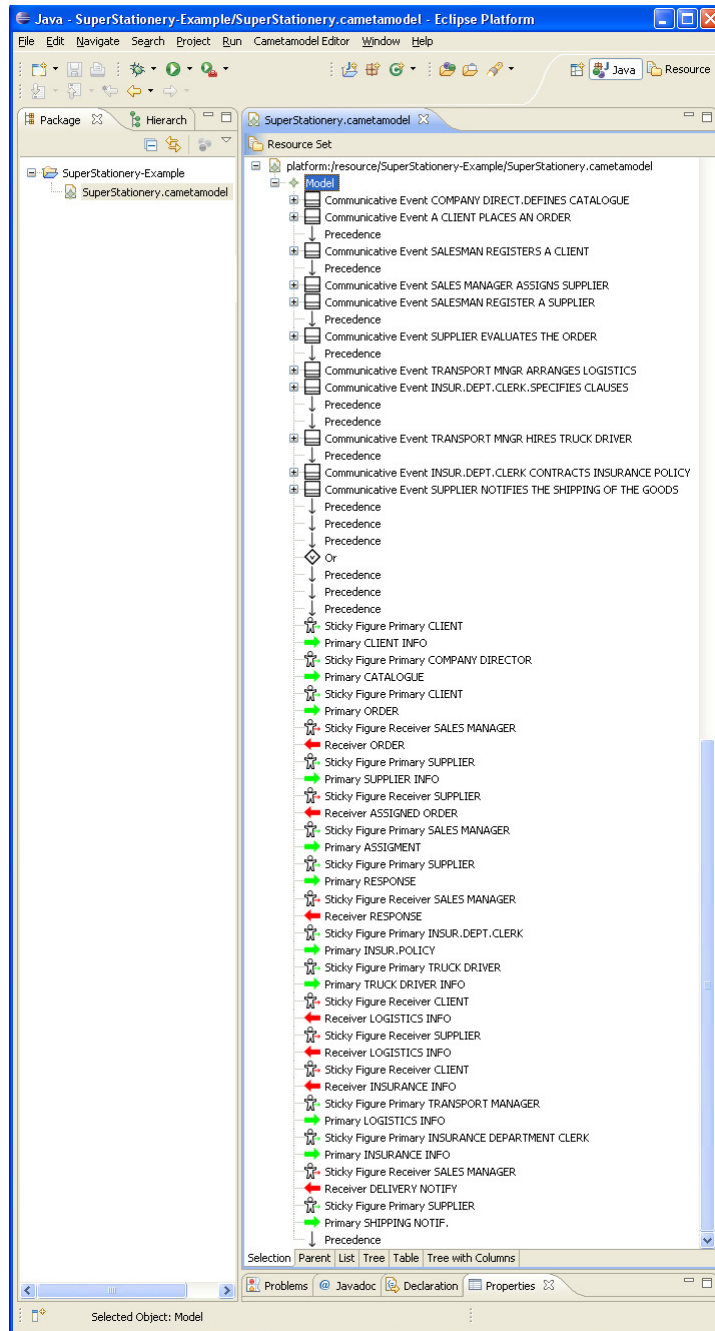 Java - SuperStationery-Example/SuperStationery.cametamodel - Eclipse Platform
File Edit Navigate Search Project Run Cametamodel Editor Window Help
Java Resource
Package Hierarch
SuperStationery.cametamodel
Resource Set
SuperStationery-Example
SuperStationery.cametamodel
platform:/resource/SuperStationery-Example/SuperStationery.cametamodel
Model
Communicative Event COMPANY DIRECT.DEFINES CATALOGUE
Communicative Event A CLIENT PLACES AN ORDER
Precedence
Communicative Event SALESMAN REGISTERS A CLIENT
Precedence
Communicative Event SALES MANAGER ASSIGNS SUPPLIER
Communicative Event SALESMAN REGISTER A SUPPLIER
Precedence
Communicative Event SUPPLIER EVALUATES THE ORDER
Precedence
Communicative Event TRANSPORT MNGR ARRANGES LOGISTICS
Communicative Event INSUR.DEPT.CLERK.SPECIFIES CLAUSES
Precedence
Precedence
Communicative Event TRANSPORT MNGR HIRES TRUCK DRIVER
Precedence
Communicative Event INSUR.DEPT.CLERK CONTRACTS INSURANCE POLICY
Communicative Event SUPPLIER NOTIFIES THE SHIPPING OF THE GOODS
Precedence
Precedence
Precedence
Or
Precedence
Precedence
Precedence
Sticky Figure Primary CLIENT
Primary CLIENT INFO
Sticky Figure Primary COMPANY DIRECTOR
Primary CATALOGUE
Sticky Figure Primary CLIENT
Primary ORDER
Sticky Figure Receiver SALES MANAGER
Receiver ORDER
Sticky Figure Primary SUPPLIER
Primary SUPPLIER INFO
Sticky Figure Receiver SUPPLIER
Receiver ASSIGNED ORDER
Sticky Figure Primary SALES MANAGER
Primary ASSIGMENT
Sticky Figure Primary SUPPLIER
Primary RESPONSE
Sticky Figure Receiver SALES MANAGER
Receiver RESPONSE
Sticky Figure Primary INSUR.DEPT.CLERK
Primary INSUR.POLICY
Sticky Figure Primary TRUCK DRIVER
Primary TRUCK DRIVER INFO
Sticky Figure Receiver CLIENT
Receiver LOGISTICS INFO
Sticky Figure Receiver SUPPLIER
Receiver LOGISTICS INFO
Sticky Figure Receiver CLIENT
Receiver INSURANCE INFO
Sticky Figure Primary TRANSPORT MANAGER
Primary LOGISTICS INFO
Sticky Figure Primary INSURANCE DEPARTMENT CLERK
Primary INSURANCE INFO
Sticky Figure Receiver SALES MANAGER
Receiver DELIVERY NOTIFY
Sticky Figure Primary SUPPLIER
Primary SHIPPING NOTIF.
Precedence
Selection Parent List Tree Table Tree with Columns
Problems @ Javadoc Declaration Properties
Selected Object: Model